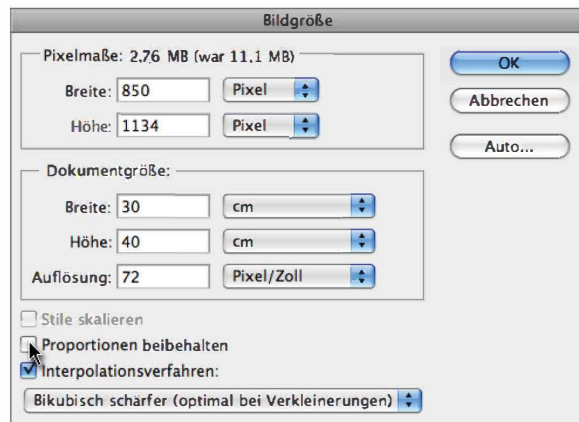 Bildgröße
Pixelmaße: 2,76 MB (war 11,1 MB)
Breite: 850 Pixel
Höhe: 1134 Pixel
OK
Abbrechen
Auto...
Dokumentgröße:
Breite: 30 cm
Höhe: 40 cm
Auflösung: 72 Pixel/Zoll
Stile skalieren
Proportionen beibehalten
Interpolationsverfahren:
Bikubisch schärfer (optimal bei Verkleinerungen)